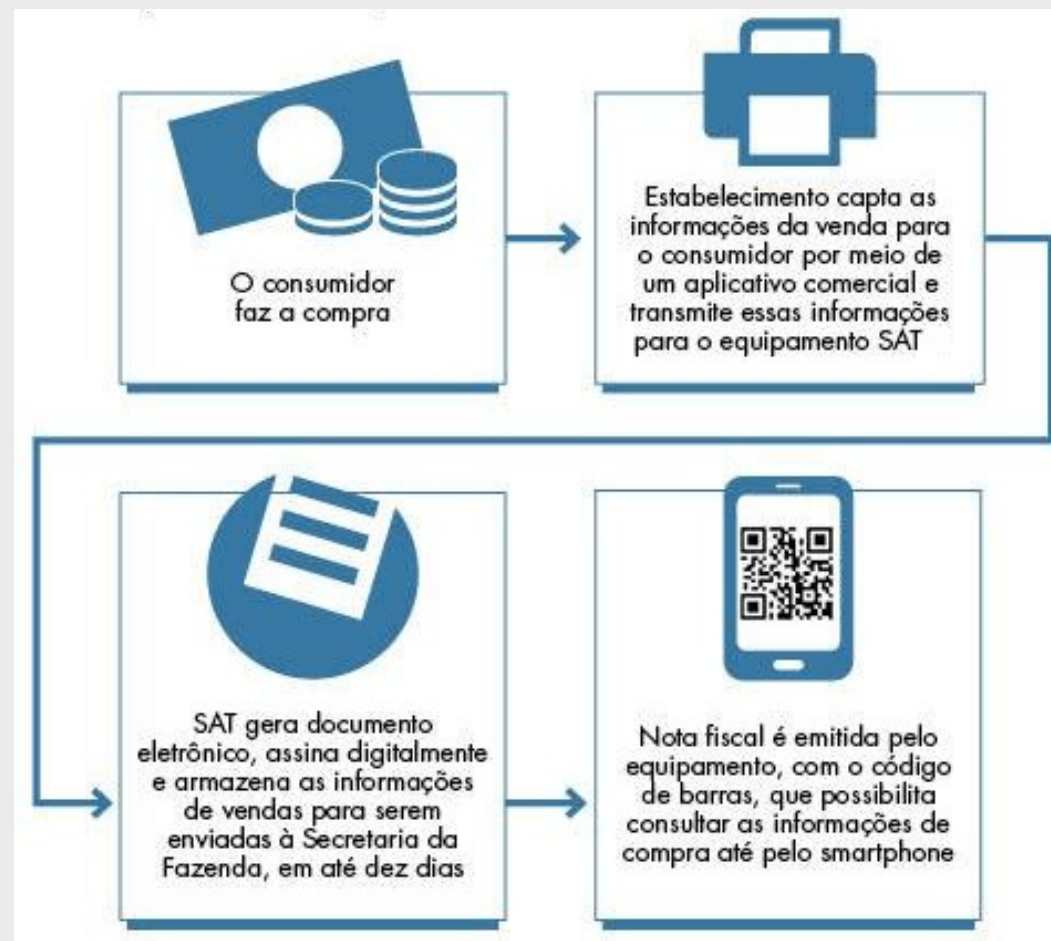 O consumidor
faz a compra
Estabelecimento capta as
informações da venda para
o consumidor por meio de
um aplicativo comercial e
transmite essas informações
para o equipamento SAT
SAT gera documento
eletrônico, assina digitalmente
e armazena as informações
de vendas para serem
enviadas à Secretaria da
Fazenda, em até dez dias
Nota fiscal é emitida pelo
equipamento, com o código
de barras, que possibilita
consultar as informações de
compra até pelo smartphone